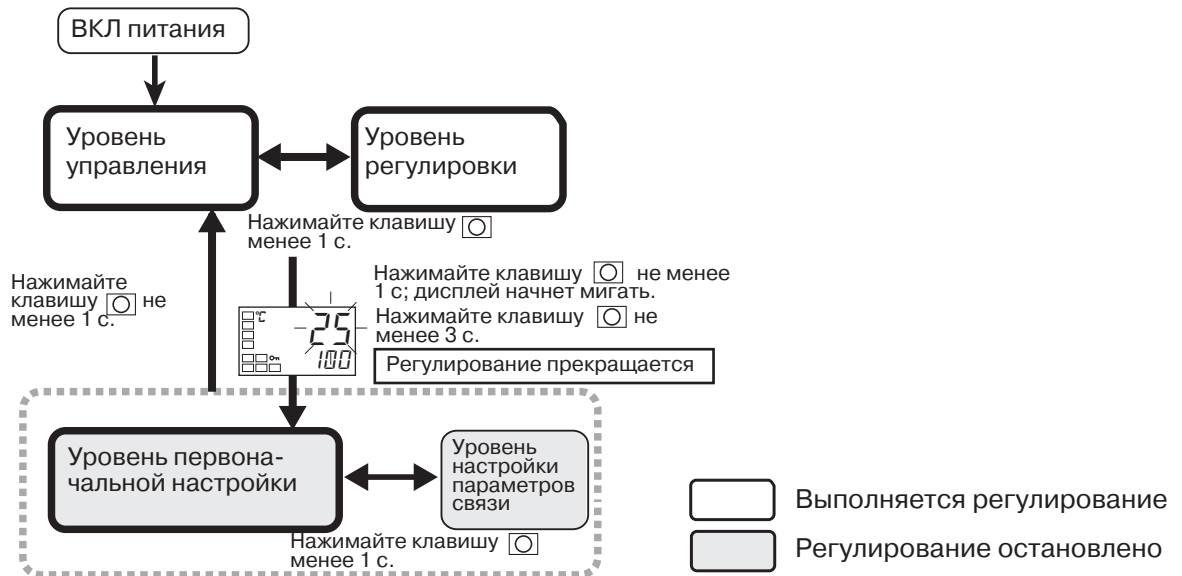 ВКЛ питания
Уровень
управления
Уровень
регулировки
Нажимайте клавишу
менее 1 с.
Нажимайте
клавишу не
менее 1 с.
Нажимайте клавишу не менее
1 с; дисплей начнет мигать.
Нажимайте клавишу не
менее 3 с.
Регулирование прекращается
°C
25
100
Уровень первона-
чальной настройки
Уровень
настройки
параметров
связи
Нажимайте клавишу
менее 1 с.
Выполняется регулирование
Регулирование остановлено